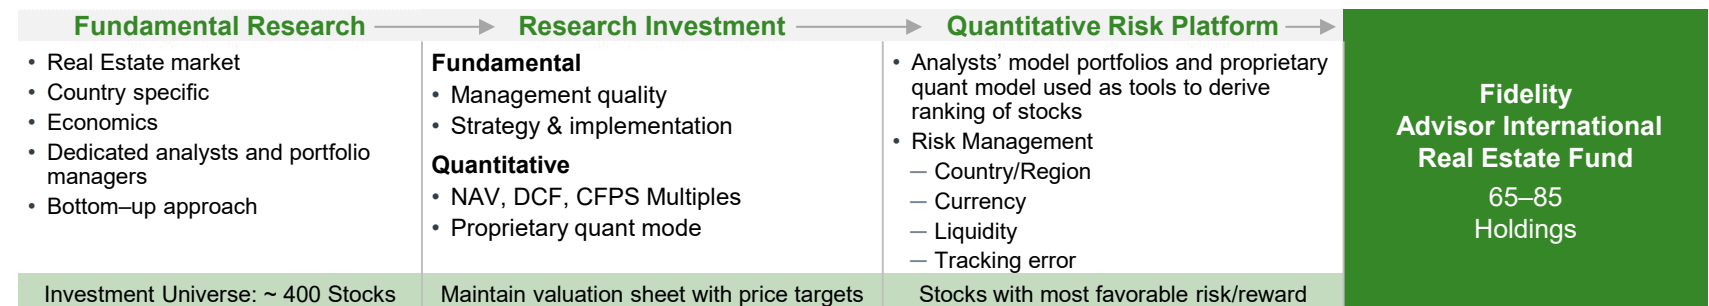 Fundamental Research
Research Investment
Quantitative Risk Platform
• Real Estate market
• Country specific
• Economics
• Dedicated analysts and portfolio
managers
• Bottom–up approach
Investment Universe: ~ 400 Stocks
Fundamental
• Management quality
• Strategy & implementation
Quantitative
• NAV, DCF, CFPS Multiples
• Proprietary quant mode
Maintain valuation sheet with price targets
• Analysts’ model portfolios and proprietary
quant model used as tools to derive
ranking of stocks
• Risk Management
— Country/Region
— Currency
— Liquidity
— Tracking error
Stocks with most favorable risk/reward
Fidelity
Advisor International
Real Estate Fund
65–85
Holdings